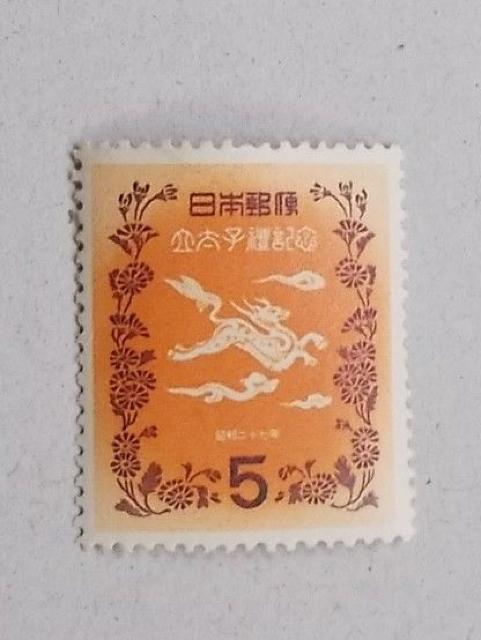 日本郵便
立太子禮記念
昭和二十七年
5